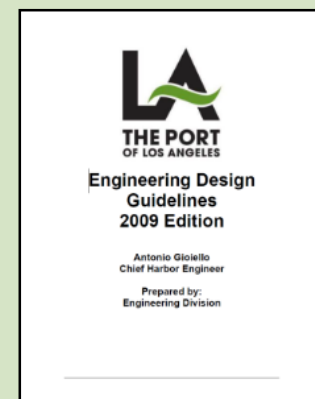 LA
THE PORT
OF LOS ANGELES
Engineering Design
Guidelines
2009 Edition
Antonio Gioiello
Chief Harbor Engineer
Prepared by:
Engineering Division